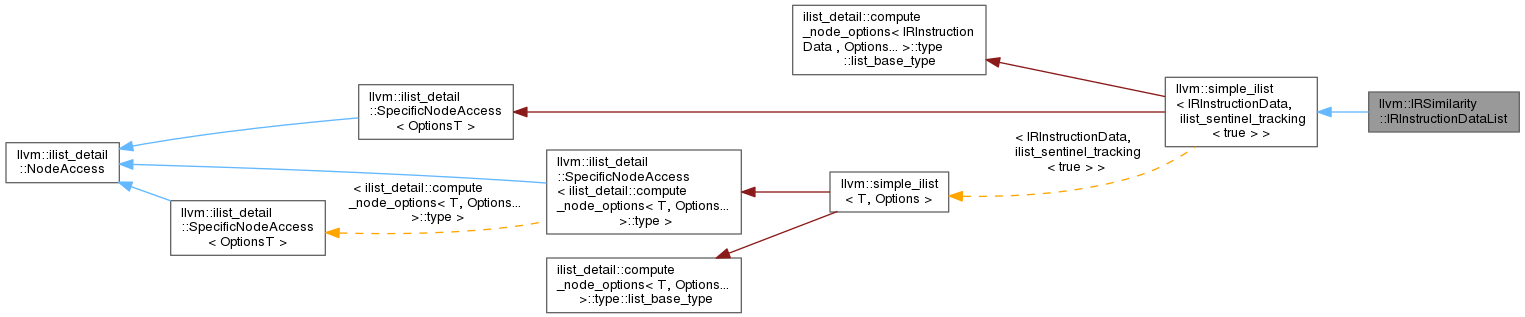 ilist_detail::compute
_node_options< IRInstruction
Data , Options... >::type
::list_base_type
llvm::simple_ilist
< IRInstructionData,
ilist_sentinel_tracking
< true > >
llvm::IRSimilarity
::IRInstructionDataList
llvm::ilist_detail
::SpecificNodeAccess
< OptionsT >
< IRInstructionData,
ilist_sentinel_tracking
< true > >
llvm::ilist_detail
::NodeAccess
llvm::ilist_detail
::SpecificNodeAccess
< ilist_detail::compute
_node_options< T, Options...
>::type >
llvm::simple_ilist
< T, Options >
< ilist_detail::compute
_node_options< T, Options...
>::type >
llvm::ilist_detail
::SpecificNodeAccess
< OptionsT >
ilist_detail::compute
_node_options< T, Options...
>::type::list_base_type